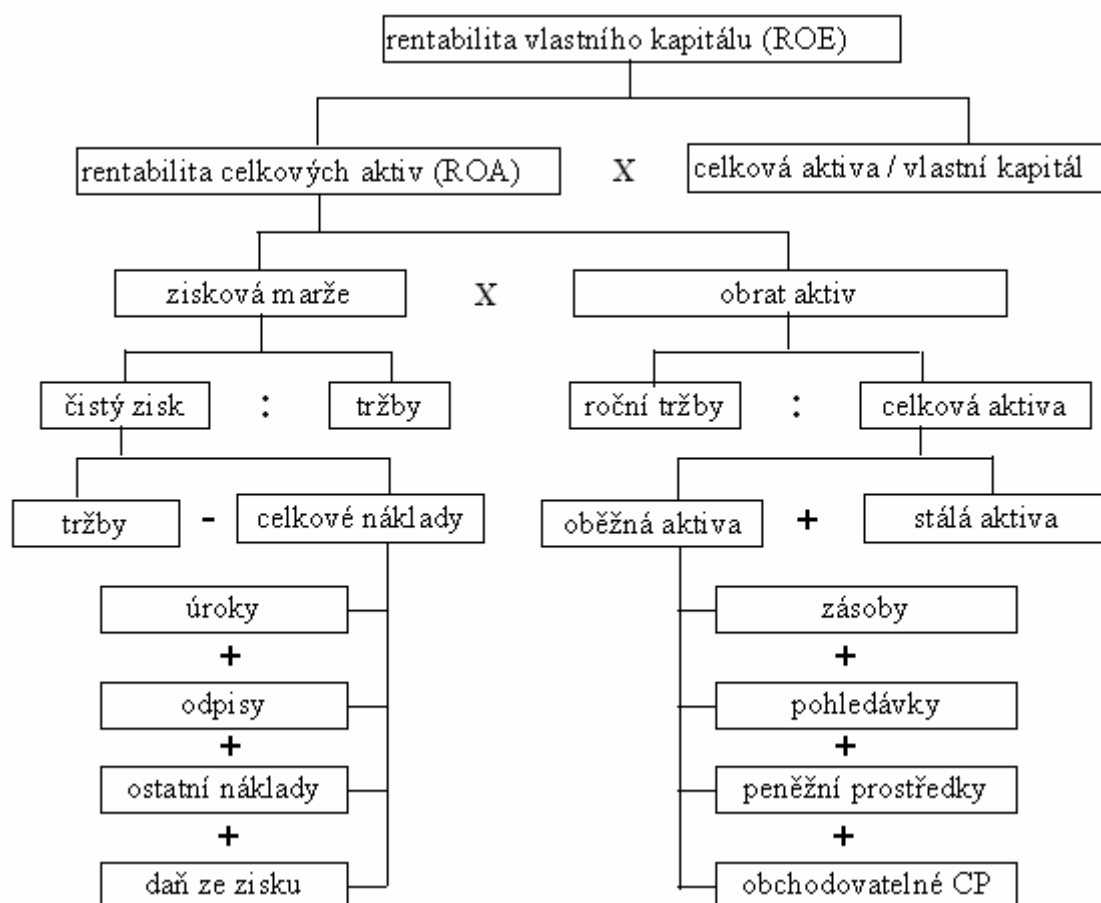 rentabilita vlastního kapitálu (ROE)
rentabilita celkových aktiv (ROA) X celková aktiva / vlastní kapitál
zisková marže X obrat aktiv
čistý zisk : tržby roční tržby : celková aktiva
tržby - celkové náklady oběžná aktiva + stálá aktiva
úroky zásoby
+ +
odpisy pohledávky
+ +
ostatní náklady peněžní prostředky
+ +
daň ze zisku obchodovatelné CP